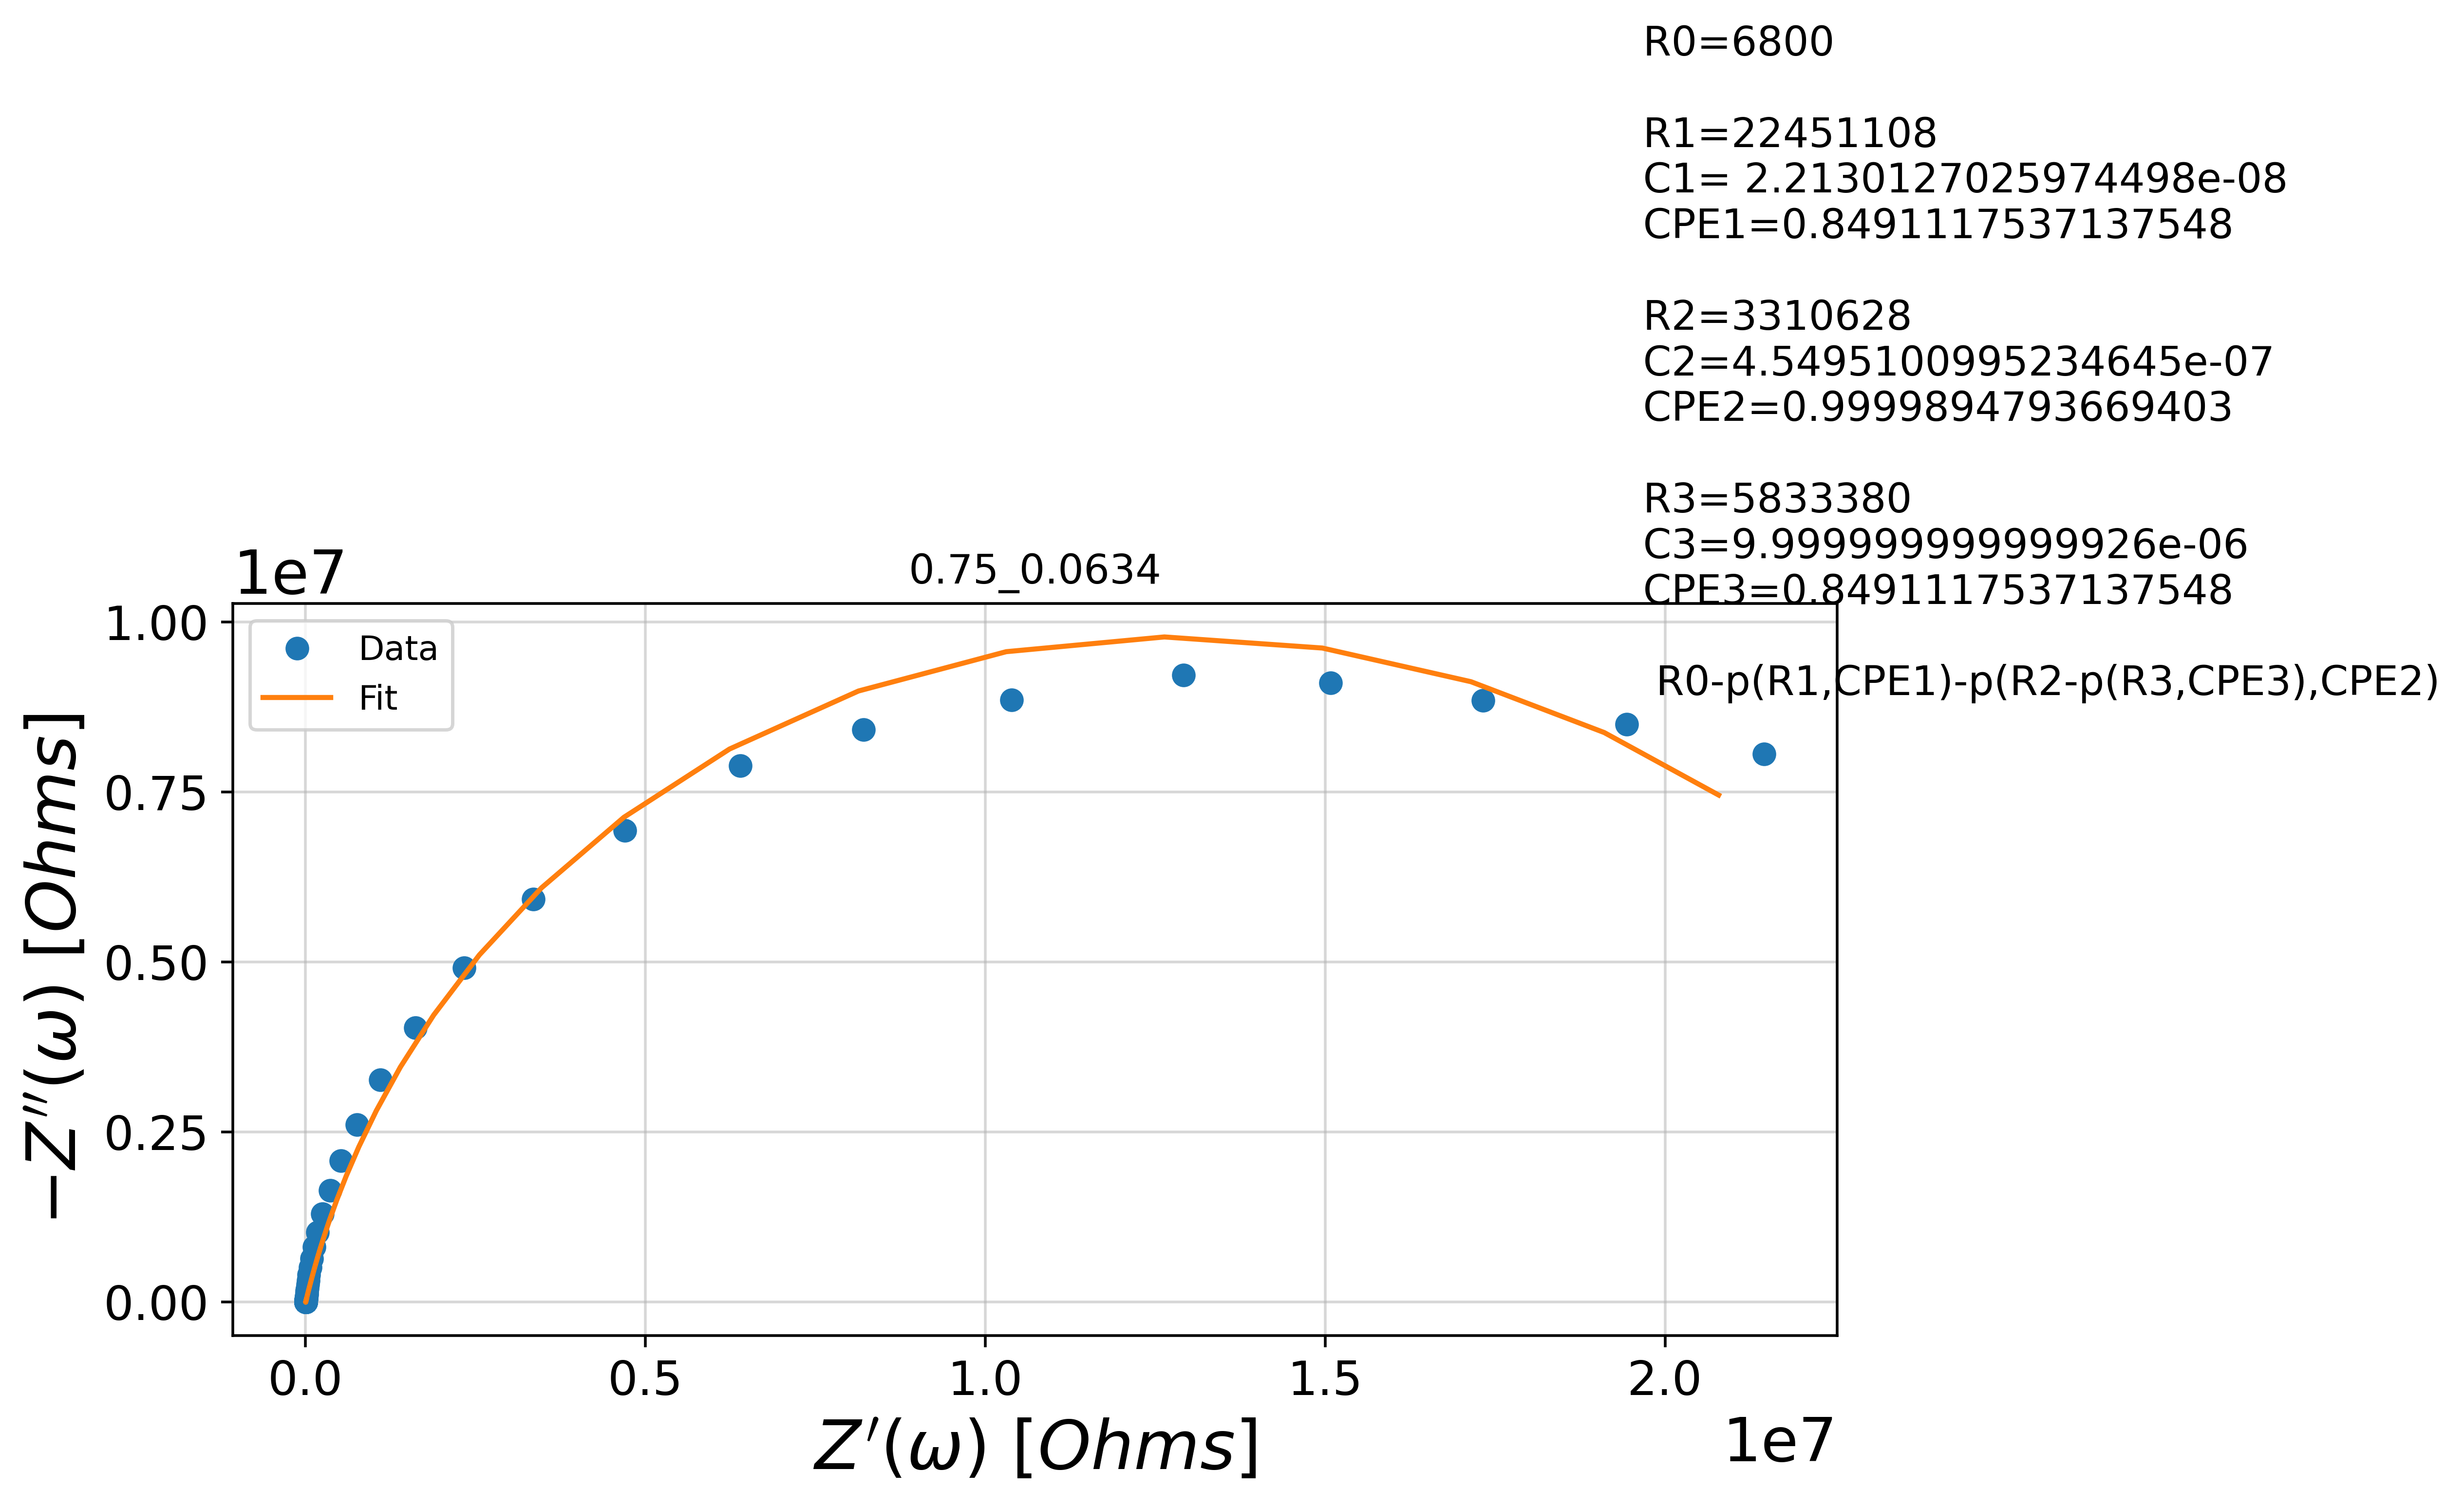 R0=6800
R1=22451108
C1= 2.2130127025974498e-08
CPE1=0.8491117537137548
R2=3310628
C2=4.5495100995234645e-07
CPE2=0.9999894793669403
R3=5833380
C3=9.999999999999926e-06
CPE3=0.8491117537137548
R0-p(R1,CPE1)-p(R2-p(R3,CPE3),CPE2)
1e7
0.75_0.0634
Data
Fit
1.00
0.75
0.50
0.25
0.00
−Z′′(ω) [Ohms]
0.0 0.5 1.0 1.5 2.0
1e7
Z′(ω) [Ohms]